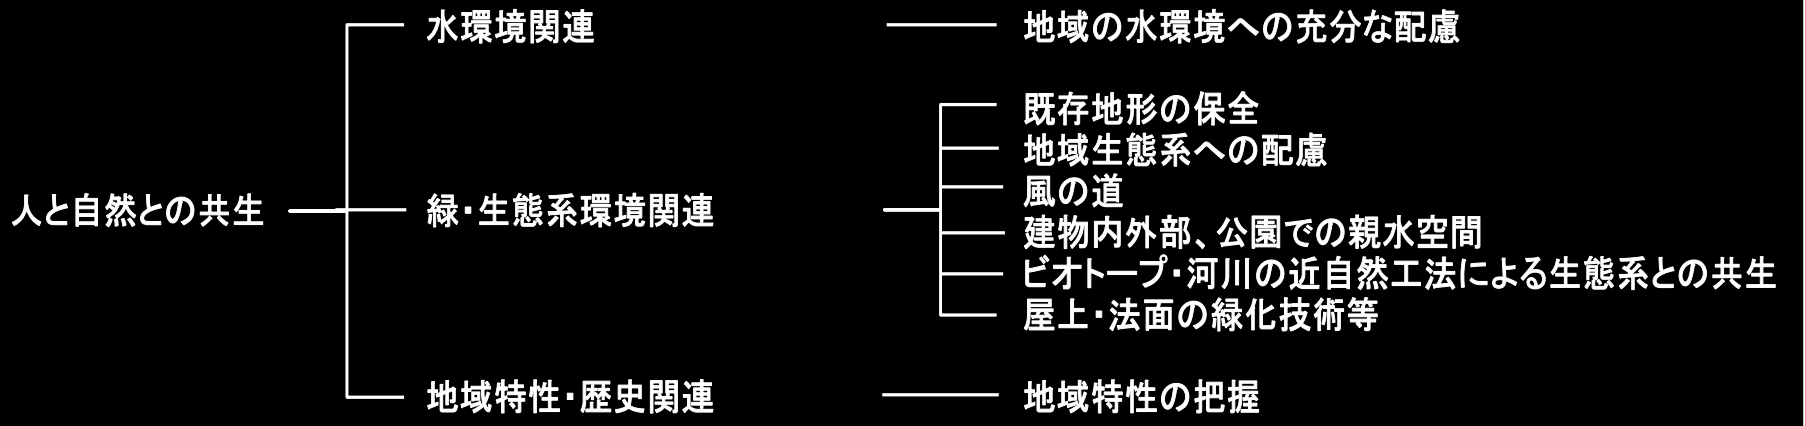 水環境関連
地域の水環境への充分な配慮
人と自然との共生
緑・生態系環境関連
既存地形の保全
地域生態系への配慮
風の道
建物内外部、公園での親水空間
ビオトープ・河川の近自然工法による生態系との共生
屋上・法面の緑化技術等
地域特性・歴史関連
地域特性の把握